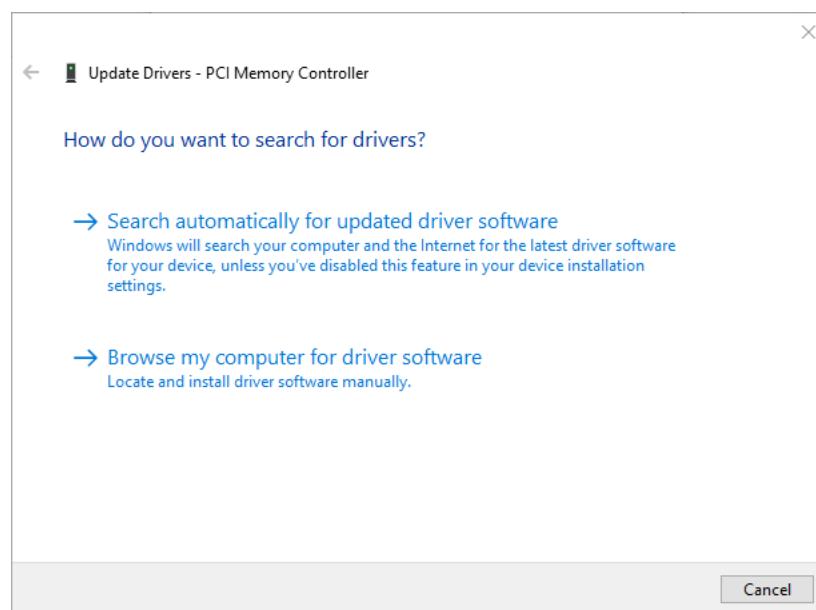 Update Drivers - PCI Memory Controller
How do you want to search for drivers?
Search automatically for updated driver software
Windows will search your computer and the Internet for the latest driver software
for your device, unless you've disabled this feature in your device installation
settings.
Browse my computer for driver software
Locate and install driver software manually.
Cancel